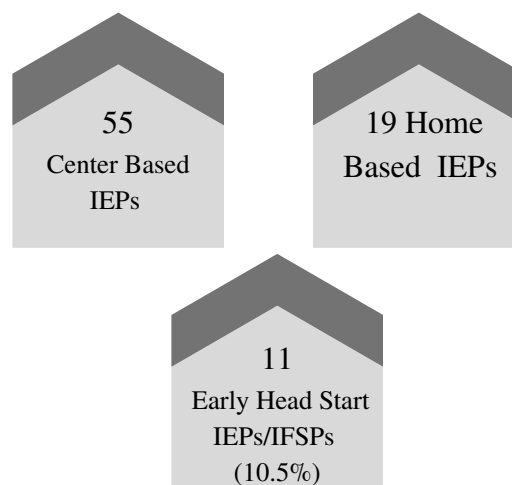 55
Center Based
IEPs
19 Home
Based IEPs
11
Early Head Start
IEPs/IFSPs
(10.5%)